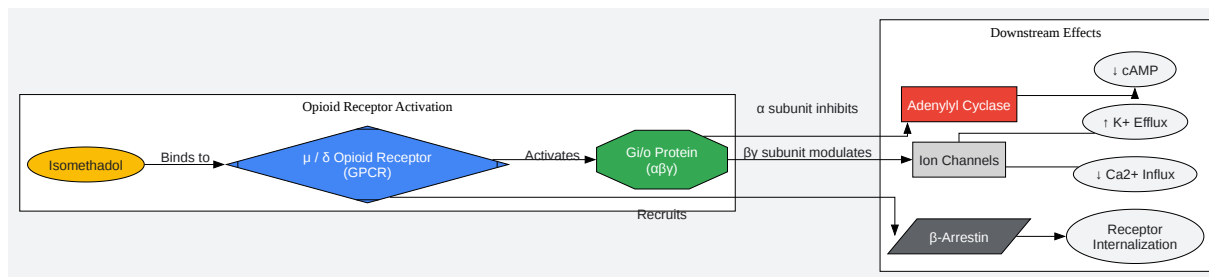 Downstream Effects
↓ cAMP
Opioid Receptor Activation
α subunit inhibits
Adenylyl Cyclase
↑ K+ Efflux
Isomethadol
Binds to
μ / δ Opioid Receptor
(GPCR)
Activates
Gi/o Protein
(αβγ)
βγ subunit modulates
Ion Channels
↓ Ca2+ Influx
Recruits
β-Arrestin
Receptor
Internalization